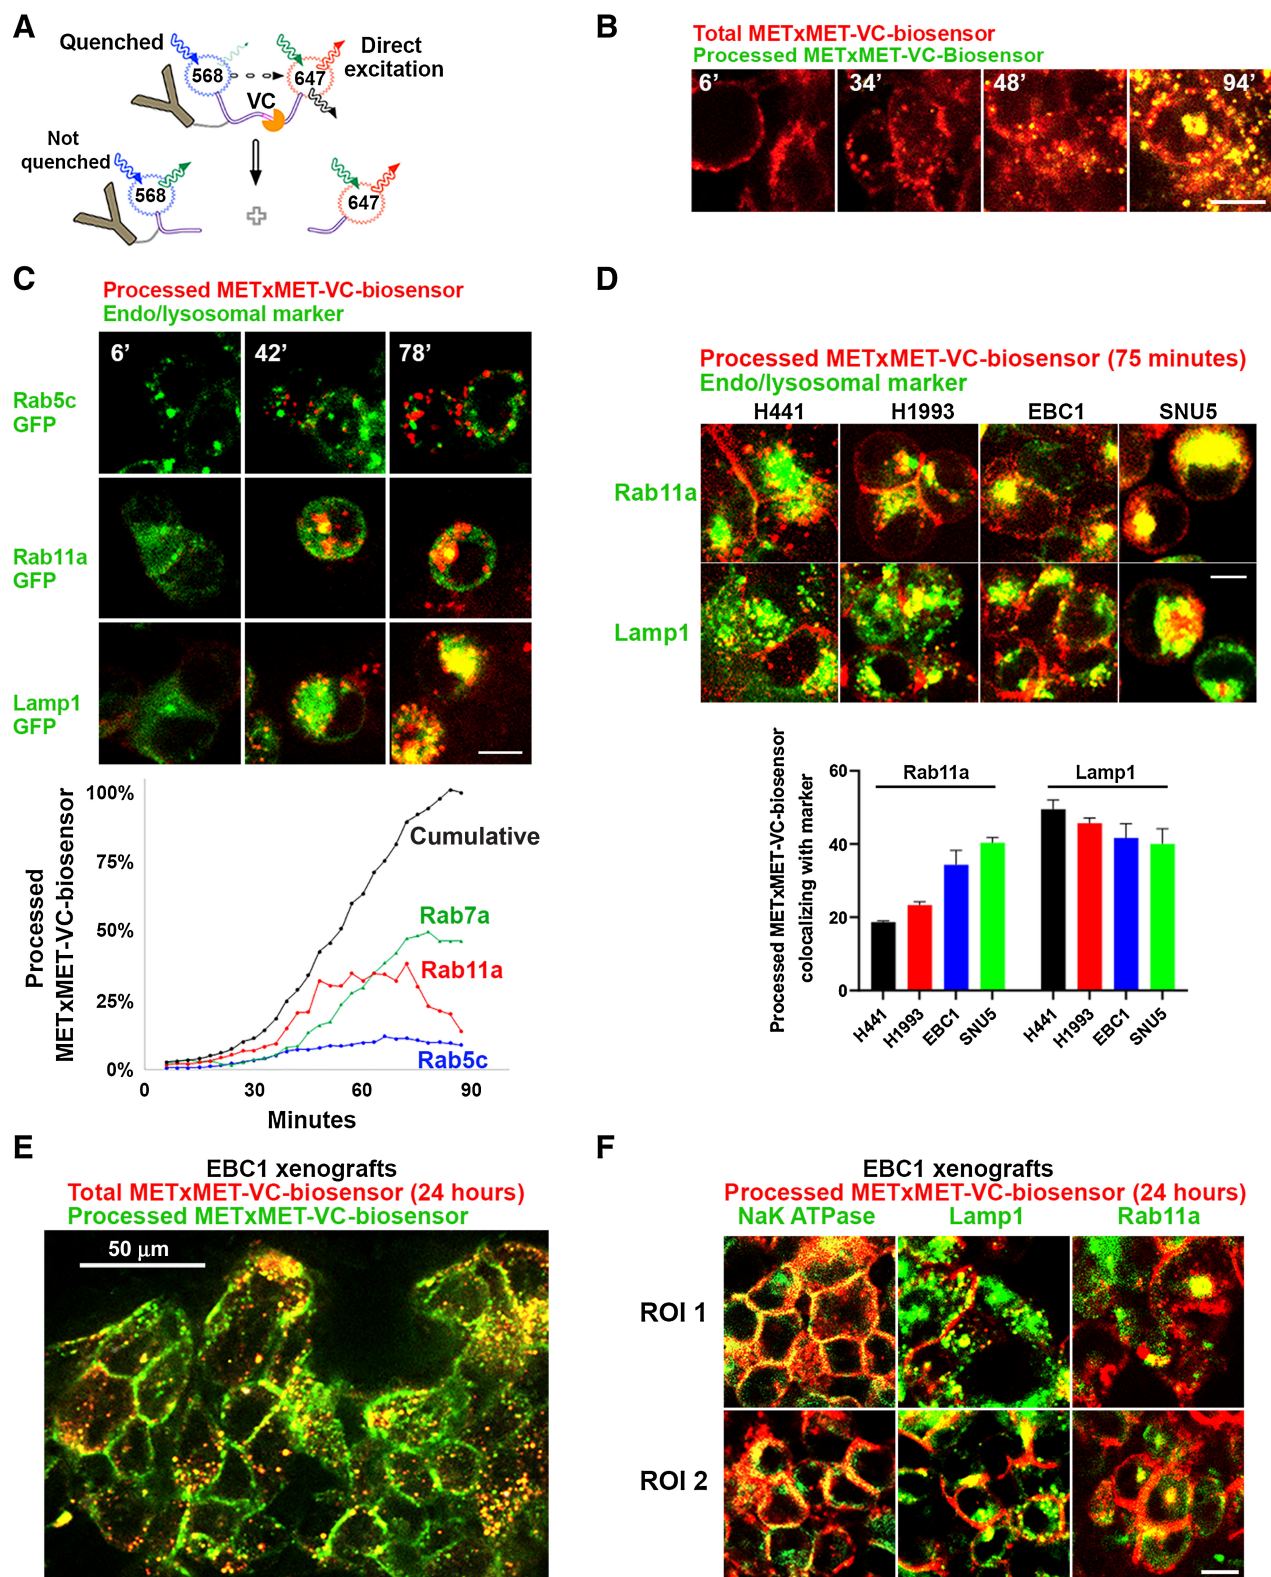 A
Quenched
Direct
excitation
568
647
VC
Not
quenched
568
647
B
Total METxMET-VC-biosensor
Processed METxMET-VC-Biosensor
6’
34’
48’
94’
C
Processed METxMET-VC-biosensor
Endo/lysosomal marker
6’
42’
78’
Rab5c
GFP
Rab11a
GFP
Lamp1
GFP
Processed
METxMET-VC-biosensor
100%
75%
50%
25%
0%
Cumulative
Rab7a
Rab11a
Rab5c
0
30
60
90
Minutes
D
Processed METxMET-VC-biosensor (75 minutes)
Endo/lysosomal marker
H441
H1993
EBC1
SNU5
Rab11a
Lamp1
Processed METxMET-VC-biosensor
colocalizing with marker
60
40
20
0
Rab11a
Lamp1
H441
H1993
EBC1
SNU5
H441
H1993
EBC1
SNU5
E
EBC1 xenografts
Total METxMET-VC-biosensor (24 hours)
Processed METxMET-VC-biosensor
50 μm
F
EBC1 xenografts
Processed METxMET-VC-biosensor (24 hours)
NaK ATPase
Lamp1
Rab11a
ROI 1
ROI 2